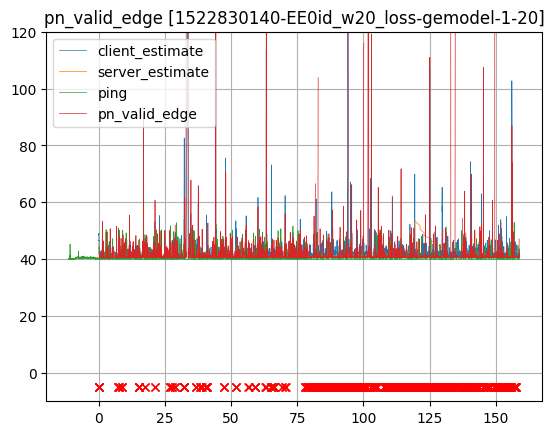 pn_valid_edge [1522830140-EE0id_w20_loss-gemodel-1-20]
120
100
80
60
40
20
0
client_estimate
server_estimate
ping
pn_valid_edge
0 25 50 75 100 125 150